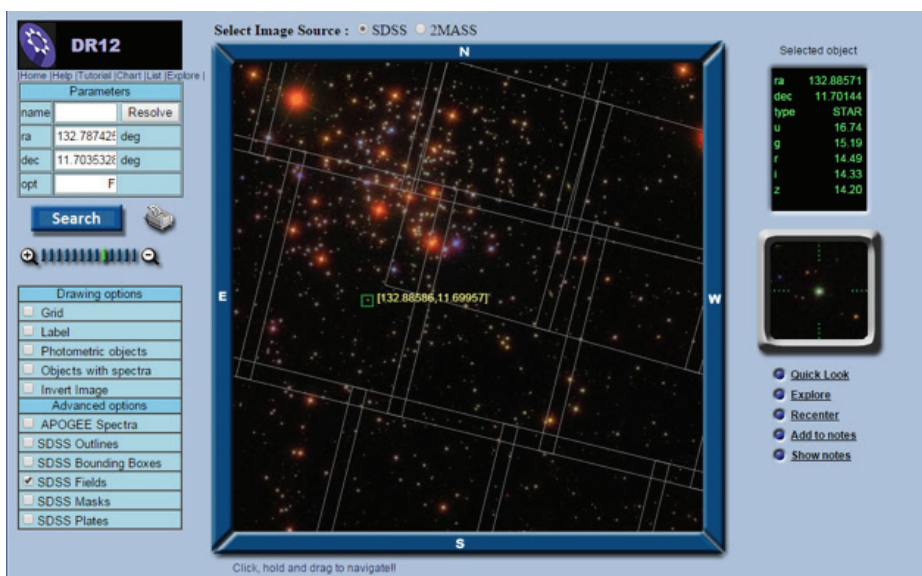 DR12
|Home |Help |Tutorial |Chart |List |Explore |
Parameters
name Resolve
ra 132.787425 deg
dec 11.7035328 deg
opt F
Search
Drawing options
Grid
Label
Photometric objects
Objects with spectra
Invert Image
Advanced options
APOGEE Spectra
SDSS Outlines
SDSS Bounding Boxes
SDSS Fields
SDSS Masks
SDSS Plates
Select Image Source : SDSS 2MASS
N
E
[132.88586,11.69957]
W
S
Click, hold and drag to navigate!!
Selected object
ra 132.88571
dec 11.70144
type STAR
u 16.74
g 15.19
r 14.49
i 14.33
z 14.20
Quick Look
Explore
Recenter
Add to notes
Show notes